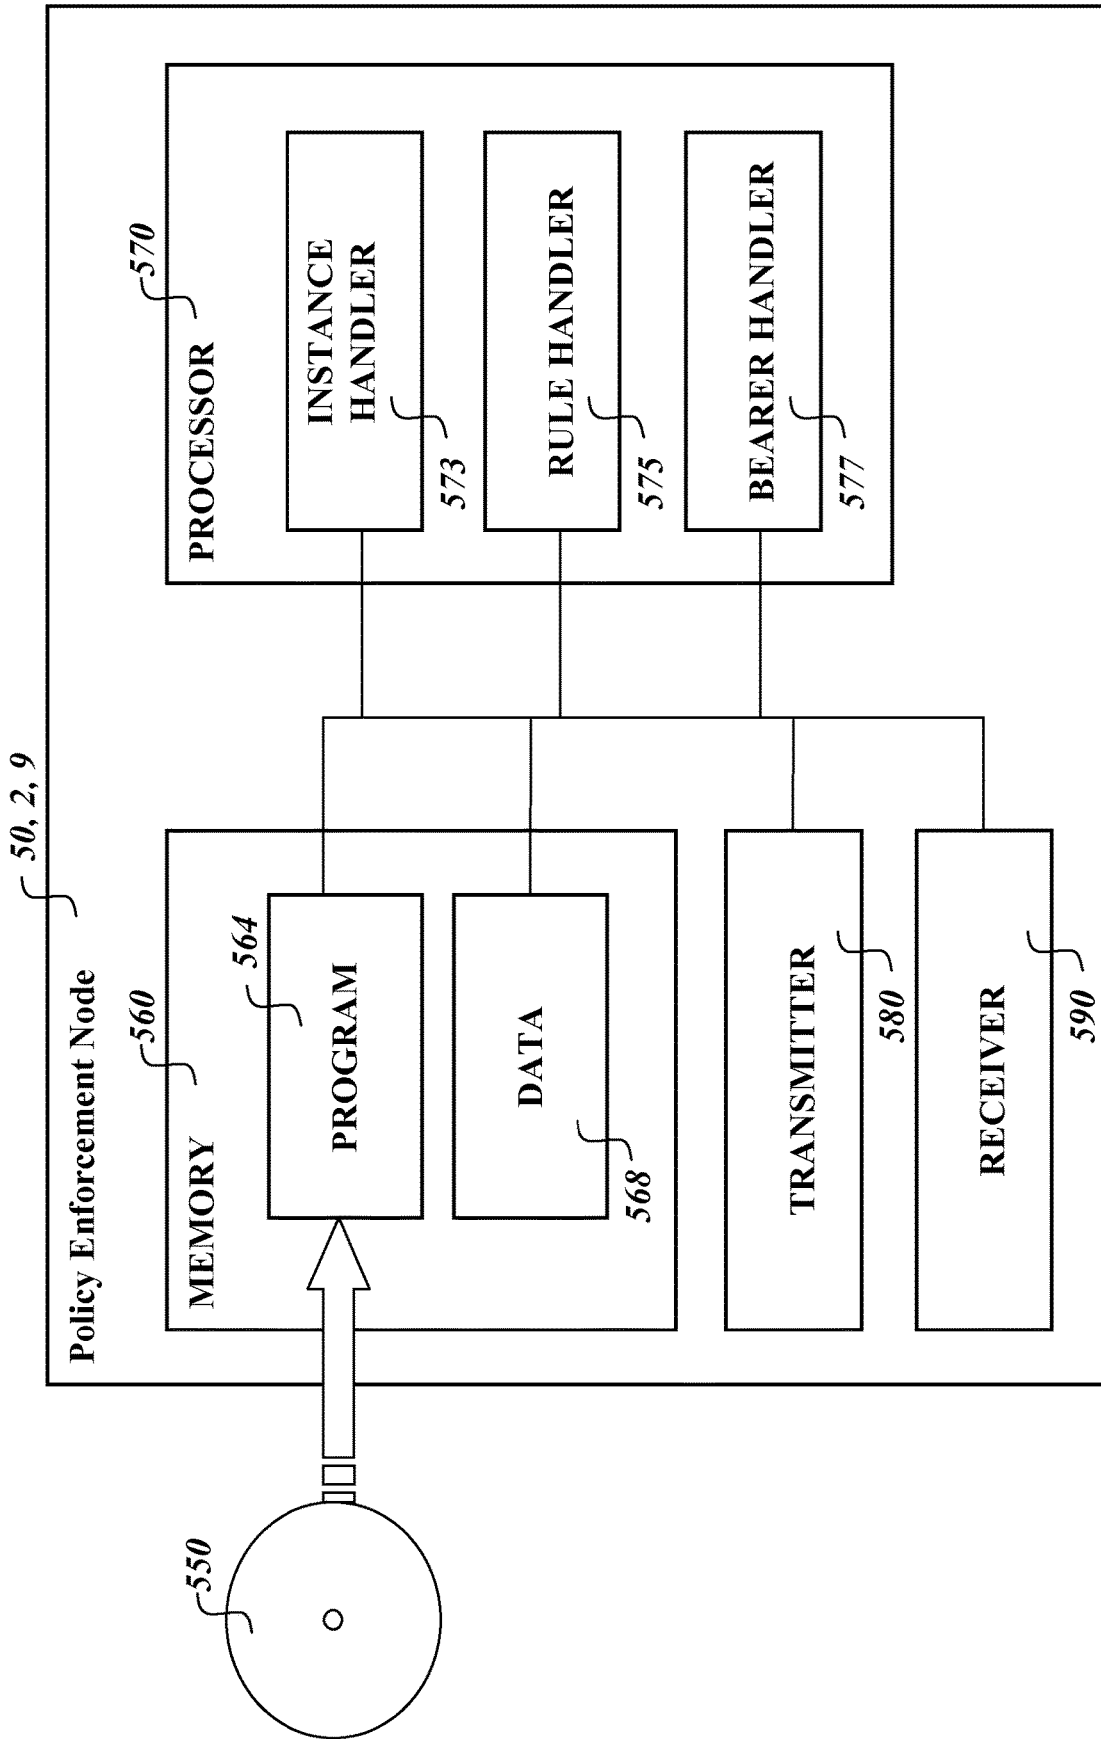 50, 2, 9
Policy Enforcement Node
560
MEMORY
564
PROGRAM
DATA
568
TRANSMITTER
580
RECEIVER
590
570
PROCESSOR
INSTANCE
HANDLER
573
RULE HANDLER
575
BEARER HANDLER
577
550